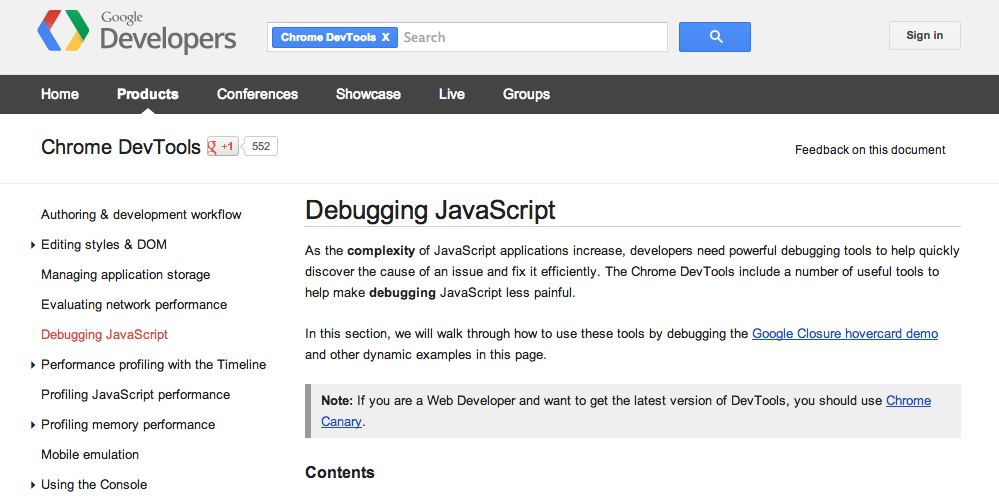 Google
Developers
Chrome DevTools X Search
Sign in
Home Products Conferences Showcase Live Groups
Chrome DevTools +1 552
Feedback on this document
Authoring & development workflow
Editing styles & DOM
Managing application storage
Evaluating network performance
Debugging JavaScript
Performance profiling with the Timeline
Profiling JavaScript performance
Profiling memory performance
Mobile emulation
Using the Console
Debugging JavaScript
As the complexity of JavaScript applications increase, developers need powerful debugging tools to help quickly
discover the cause of an issue and fix it efficiently. The Chrome DevTools include a number of useful tools to
help make debugging JavaScript less painful.
In this section, we will walk through how to use these tools by debugging the Google Closure hovercard demo
and other dynamic examples in this page.
Note: If you are a Web Developer and want to get the latest version of DevTools, you should use Chrome
Canary.
Contents